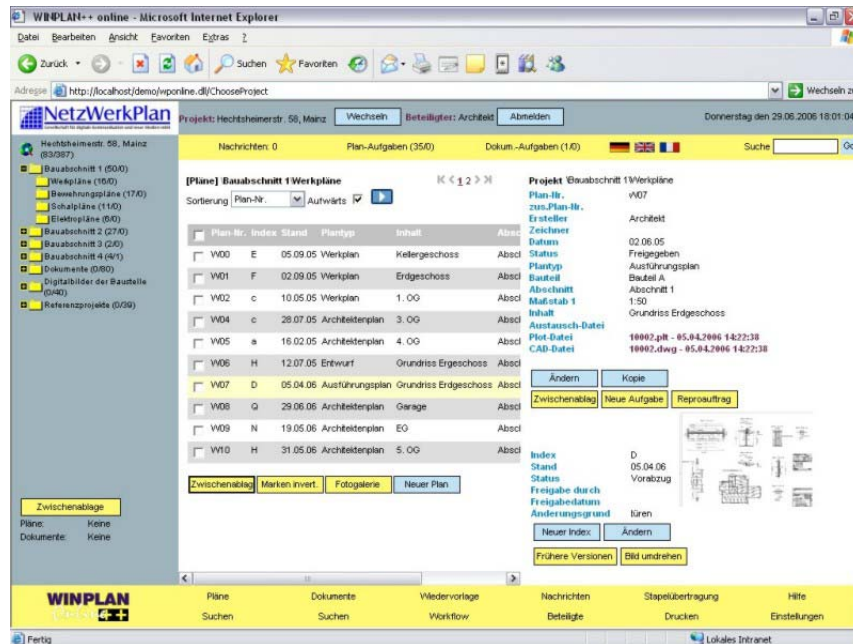 WINPLAN++ online - Microsoft Internet Explorer
Datei Bearbeiten Ansicht Favoriten Extras ?
Zurück Suchen Favoriten
Adresse http://localhost/demo/wponline.dll/ChooseProject Wechseln zu
NetzWerkPlan
Projekt: Hechtsheimerstr. 58, Mainz Wechseln Beteiligter: Architekt Abmelden Donnerstag den 29.06.2006 18:01:04
Nachrichten: 0 Plan-Aufgaben (35/0) Dokum.-Aufgaben (1/0) Suche Go
Hechtsheimerstr. 58, Mainz
(83/387)
Bauabschnitt 1 (50/0)
Werkpläne (16/0)
Bewehrungspläne (17/0)
Schalpläne (11/0)
Elektropläne (6/0)
Bauabschnitt 2 (27/0)
Bauabschnitt 3 (2/0)
Bauabschnitt 4 (4/1)
Dokumente (0/80)
Digitalbilder der Baustelle
(0/40)
Referenzprojekte (0/39)
Zwischenablage
Pläne: Keine
Dokumente: Keine
[Pläne] \Bauabschnitt 1\Werkpläne 1 2
Sortierung Plan-Nr. Aufwärts
Plan-Nr. Index Stand Plantyp Inhalt Absc
W00 E 05.09.05 Werkplan Kellergeschoss Abscl
W01 F 02.09.05 Werkplan Erdgeschoss Abscl
W02 c 10.05.05 Werkplan 1. OG Abscl
W04 c 28.07.05 Architektenplan 3. OG Abscl
W05 a 16.02.05 Architektenplan 4. OG Abscl
W06 H 12.07.05 Entwurf Grundriss Ergeschoss Abscl
W07 D 05.04.06 Ausführungsplan Grundriss Erdgeschoss Abscl
W08 Q 29.06.06 Architektenplan Garage Abscl
W09 N 19.05.06 Architektenplan EG Abscl
W10 H 31.05.06 Architektenplan 5. OG Abscl
Zwischenablag Marken invert. Fotogalerie Neuer Plan
Projekt \Bauabschnitt 1\Werkpläne
Plan-Nr. W07
zus.Plan-Nr.
Ersteller Architekt
Zeichner
Datum 02.06.05
Status Freigegeben
Plantyp Ausführungsplan
Bauteil Bauteil A
Abschnitt Abschnitt 1
Maßstab 1 1:50
Inhalt Grundriss Erdgeschoss
Austausch-Datei
Plot-Datei 10002.plt - 05.04.2006 14:22:38
CAD-Datei 10002.dwg - 05.04.2006 14:22:38
Ändern Kopie
Zwischenablag Neue Aufgabe Reproauftrag
Index D
Stand 05.04.06
Status Vorabzug
Freigabe durch
Freigabedatum
Änderungsgrund türen
Neuer Index Ändern
Frühere Versionen Bild umdrehen
WINPLAN
Pläne Dokumente Wiedervorlage Nachrichten Stapelübertragung Hilfe
Suchen Suchen Workflow Beteiligte Drucken Einstellungen
Fertig Lokales Intranet